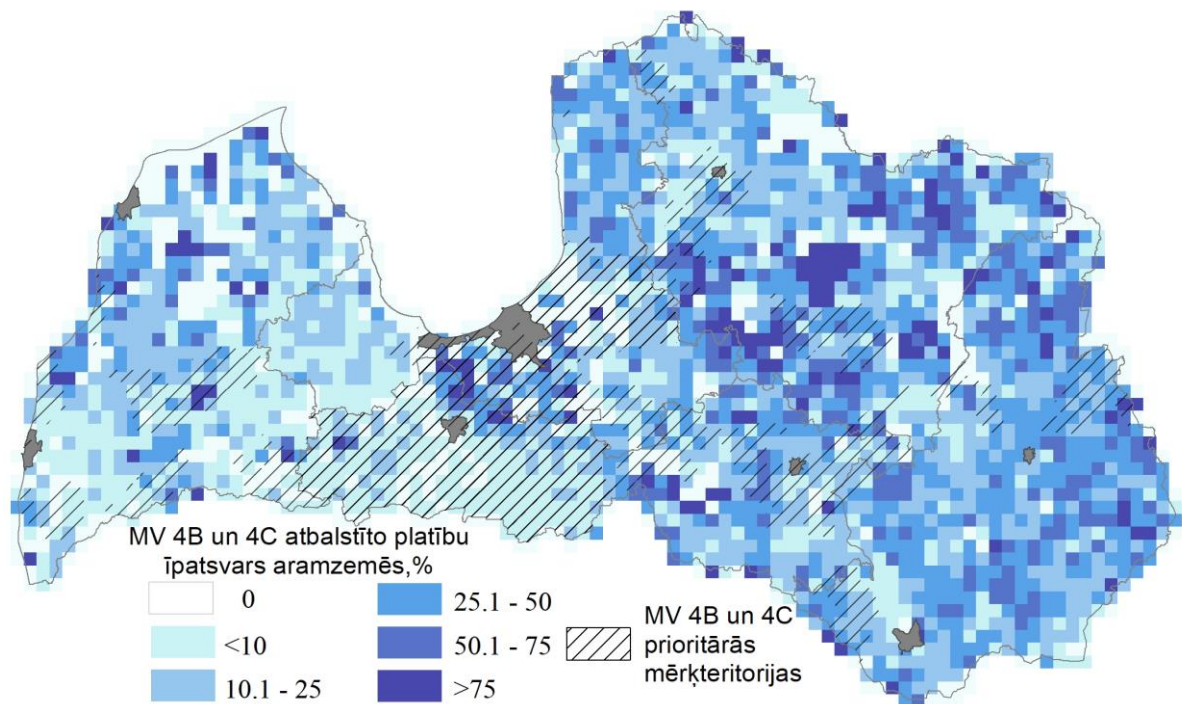 MV 4B un 4C atbalstīto platību
īpatsvars aramzemēs,%
0
<10
10.1 - 25
25.1 - 50
50.1 - 75
>75
MV 4B un 4C
prioritārās
mērķteritorijas